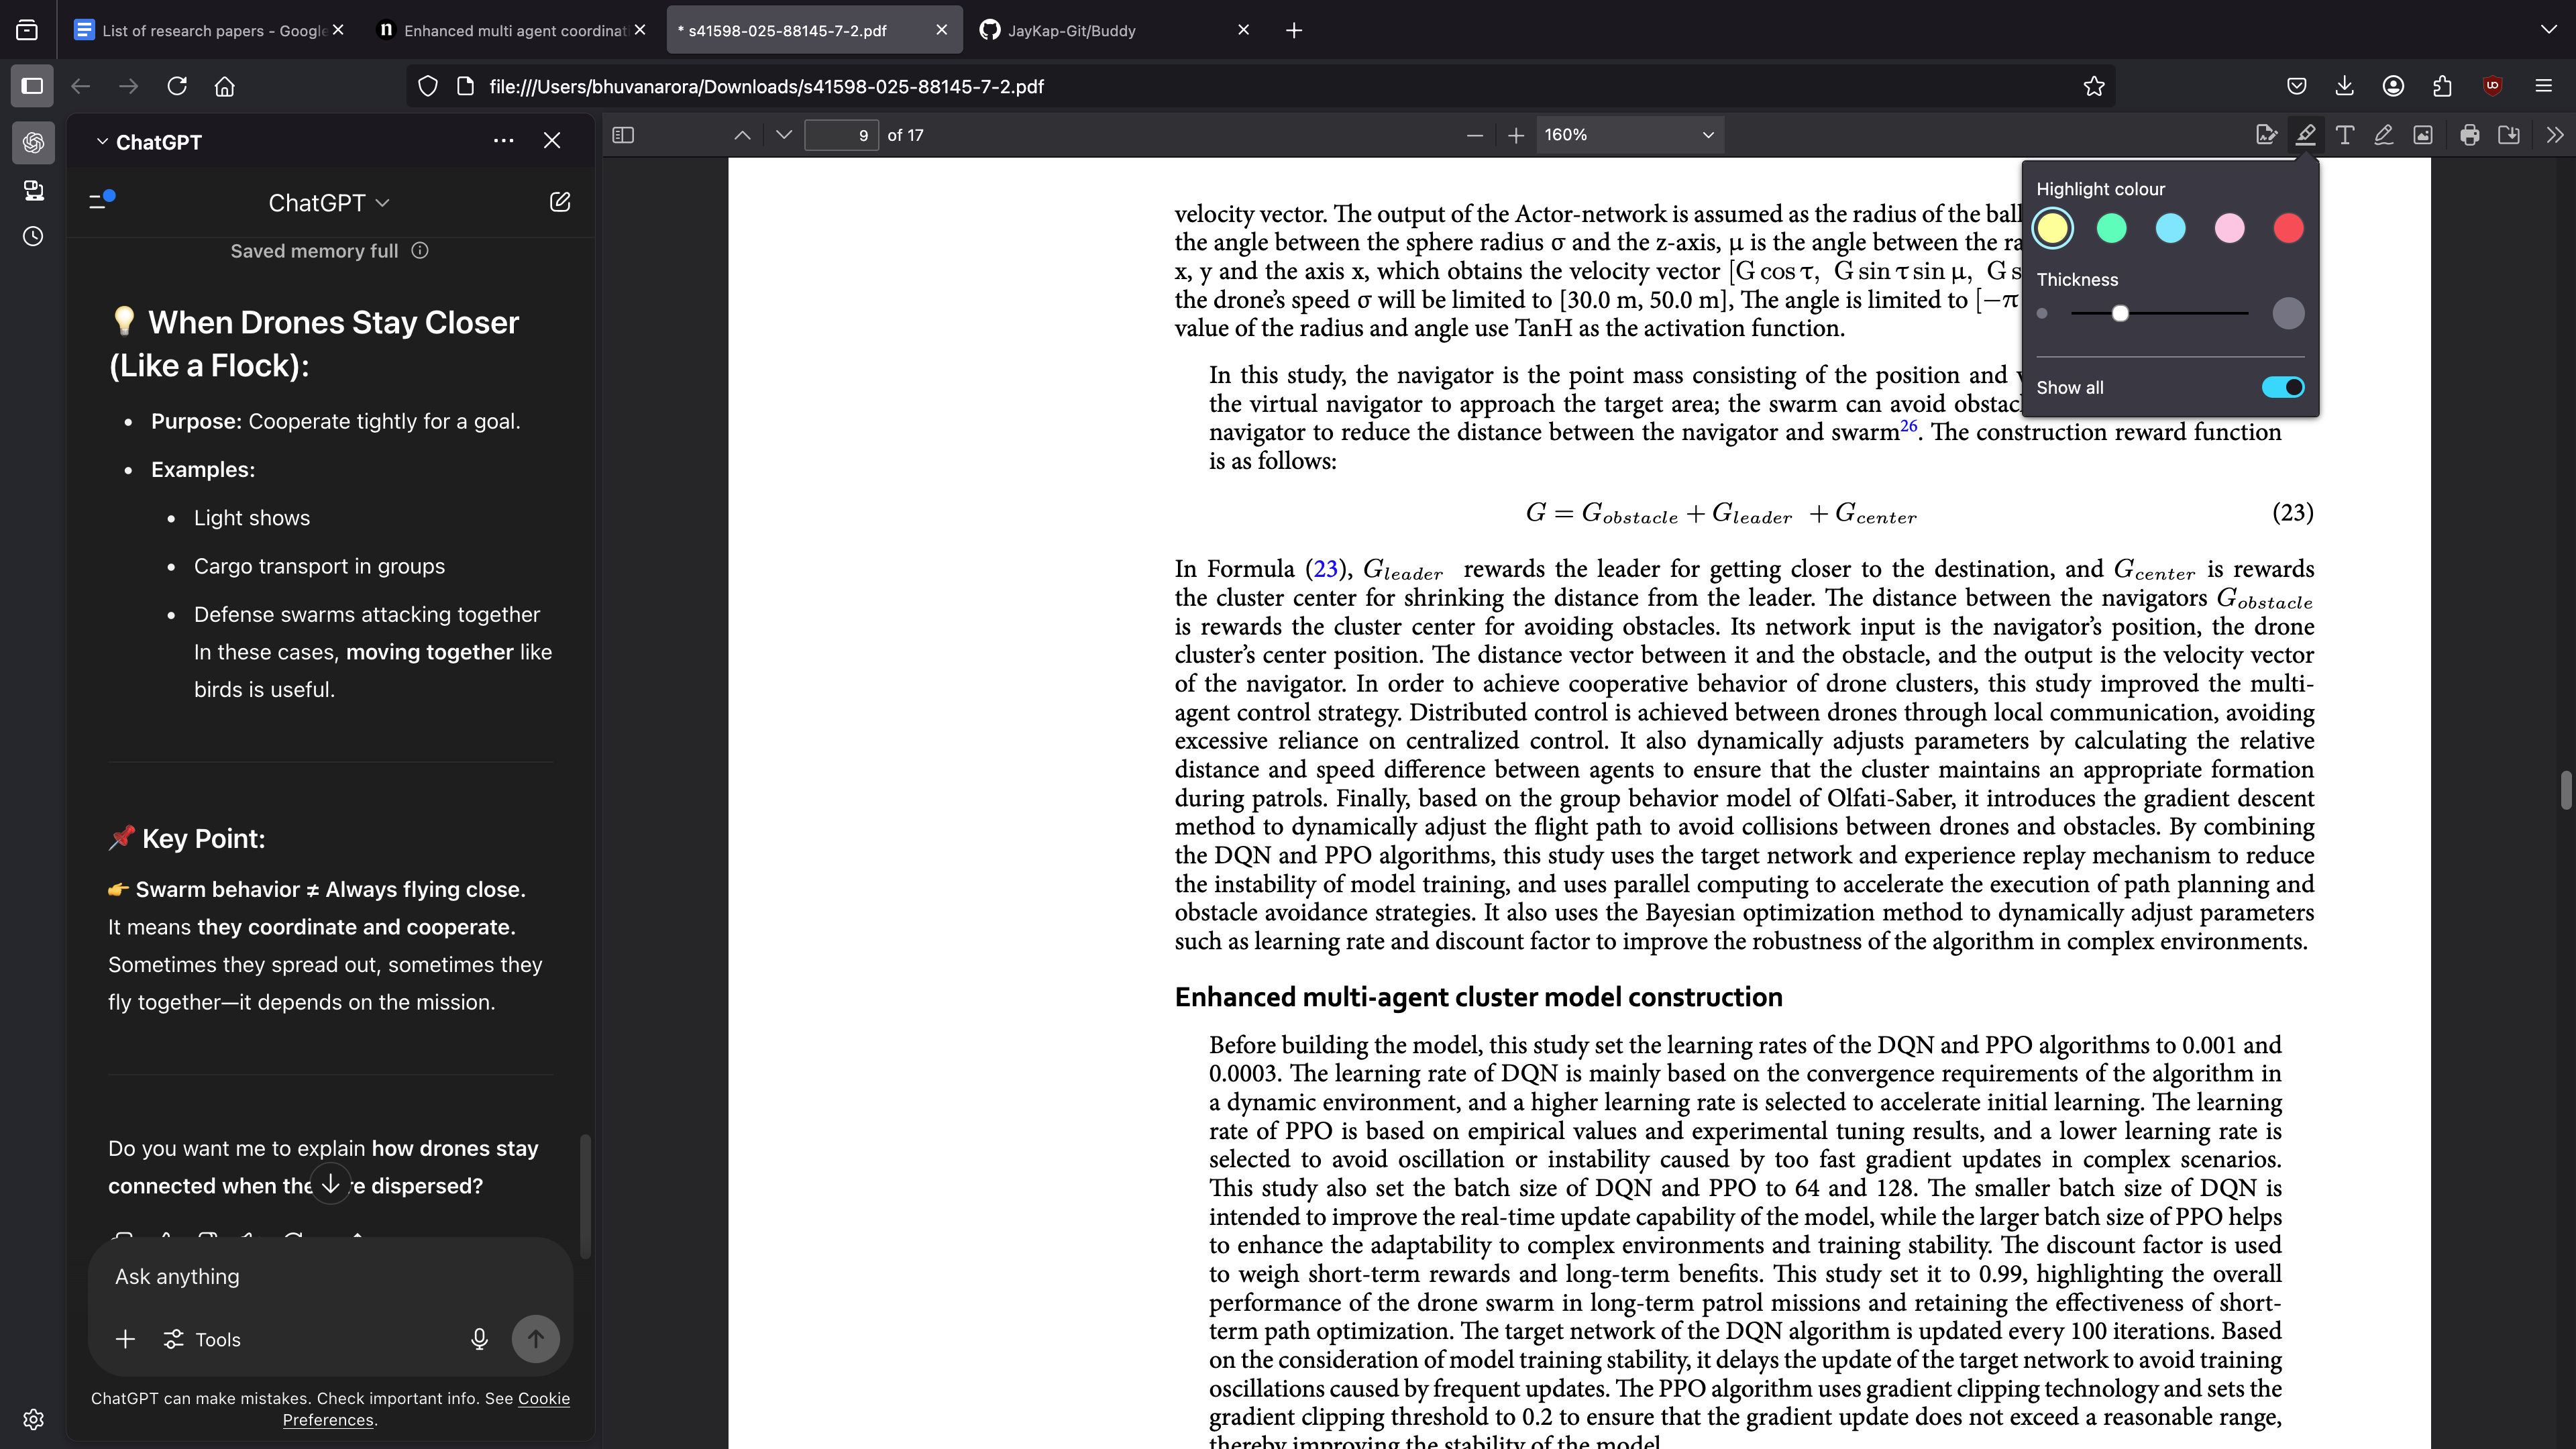 List of research papers - Google
Enhanced multi agent coordinat
* s41598-025-88145-7-2.pdf
JayKap-Git/Buddy
file:///Users/bhuvanarora/Downloads/s41598-025-88145-7-2.pdf
ChatGPT
9 of 17
160%
ChatGPT
Saved memory full
💡 When Drones Stay Closer
(Like a Flock):
• Purpose: Cooperate tightly for a goal.
• Examples:
• Light shows
• Cargo transport in groups
• Defense swarms attacking together
In these cases, moving together like
birds is useful.
📌 Key Point:
👉 Swarm behavior ≠ Always flying close.
It means they coordinate and cooperate.
Sometimes they spread out, sometimes they
fly together—it depends on the mission.
Do you want me to explain how drones stay
connected when the re dispersed?
Ask anything
Tools
ChatGPT can make mistakes. Check important info. See Cookie
Preferences.
Highlight colour
Thickness
Show all
velocity vector. The output of the Actor-network is assumed as the radius of the ball
the angle between the sphere radius σ and the z-axis, μ is the angle between the ra
x, y and the axis x, which obtains the velocity vector [G cos τ, G sin τ sin μ, G s
the drone's speed σ will be limited to [30.0 m, 50.0 m], The angle is limited to [−π
value of the radius and angle use TanH as the activation function.
In this study, the navigator is the point mass consisting of the position and v
the virtual navigator to approach the target area; the swarm can avoid obstac
navigator to reduce the distance between the navigator and swarm26. The construction reward function
is as follows:
G = Gobstacle + Gleader + Gcenter (23)
In Formula (23), Gleader rewards the leader for getting closer to the destination, and Gcenter is rewards
the cluster center for shrinking the distance from the leader. The distance between the navigators Gobstacle
is rewards the cluster center for avoiding obstacles. Its network input is the navigator's position, the drone
cluster's center position. The distance vector between it and the obstacle, and the output is the velocity vector
of the navigator. In order to achieve cooperative behavior of drone clusters, this study improved the multi-
agent control strategy. Distributed control is achieved between drones through local communication, avoiding
excessive reliance on centralized control. It also dynamically adjusts parameters by calculating the relative
distance and speed difference between agents to ensure that the cluster maintains an appropriate formation
during patrols. Finally, based on the group behavior model of Olfati-Saber, it introduces the gradient descent
method to dynamically adjust the flight path to avoid collisions between drones and obstacles. By combining
the DQN and PPO algorithms, this study uses the target network and experience replay mechanism to reduce
the instability of model training, and uses parallel computing to accelerate the execution of path planning and
obstacle avoidance strategies. It also uses the Bayesian optimization method to dynamically adjust parameters
such as learning rate and discount factor to improve the robustness of the algorithm in complex environments.
Enhanced multi-agent cluster model construction
Before building the model, this study set the learning rates of the DQN and PPO algorithms to 0.001 and
0.0003. The learning rate of DQN is mainly based on the convergence requirements of the algorithm in
a dynamic environment, and a higher learning rate is selected to accelerate initial learning. The learning
rate of PPO is based on empirical values and experimental tuning results, and a lower learning rate is
selected to avoid oscillation or instability caused by too fast gradient updates in complex scenarios.
This study also set the batch size of DQN and PPO to 64 and 128. The smaller batch size of DQN is
intended to improve the real-time update capability of the model, while the larger batch size of PPO helps
to enhance the adaptability to complex environments and training stability. The discount factor is used
to weigh short-term rewards and long-term benefits. This study set it to 0.99, highlighting the overall
performance of the drone swarm in long-term patrol missions and retaining the effectiveness of short-
term path optimization. The target network of the DQN algorithm is updated every 100 iterations. Based
on the consideration of model training stability, it delays the update of the target network to avoid training
oscillations caused by frequent updates. The PPO algorithm uses gradient clipping technology and sets the
gradient clipping threshold to 0.2 to ensure that the gradient update does not exceed a reasonable range,
thereby improving the stability of the model.